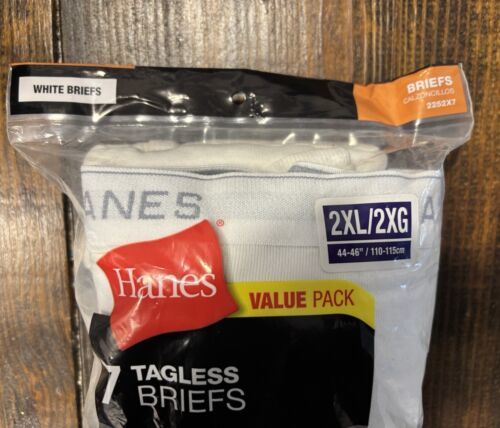 WHITE BRIEFS
BRIEFS
CALZONCILLOS
2252X7
ANES
A
2XL/2XG
44-46" / 110-115cm
Hanes®
VALUE PACK
7 TAGLESS
BRIEFS